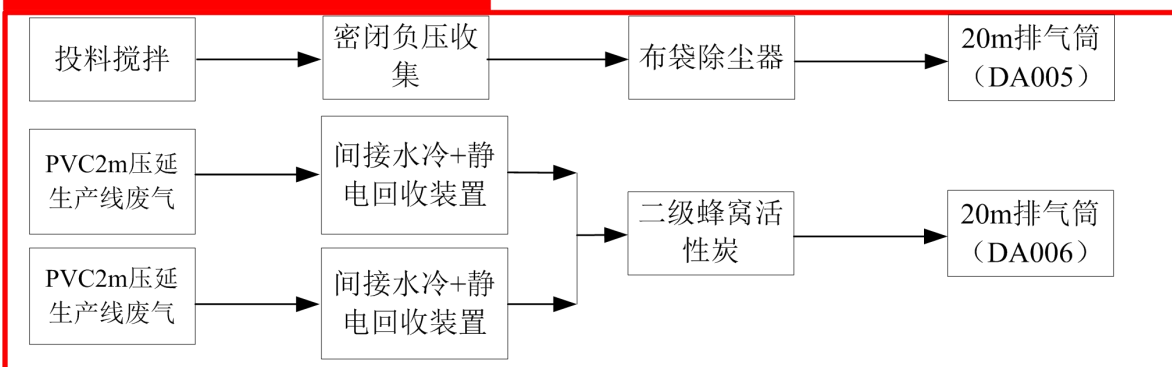 投料搅拌
密闭负压收
集
布袋除尘器
20m排气筒
（DA005）
PVC2m压延
生产线废气
间接水冷+静
电回收装置
二级蜂窝活
性炭
20m排气筒
（DA006）
PVC2m压延
生产线废气
间接水冷+静
电回收装置